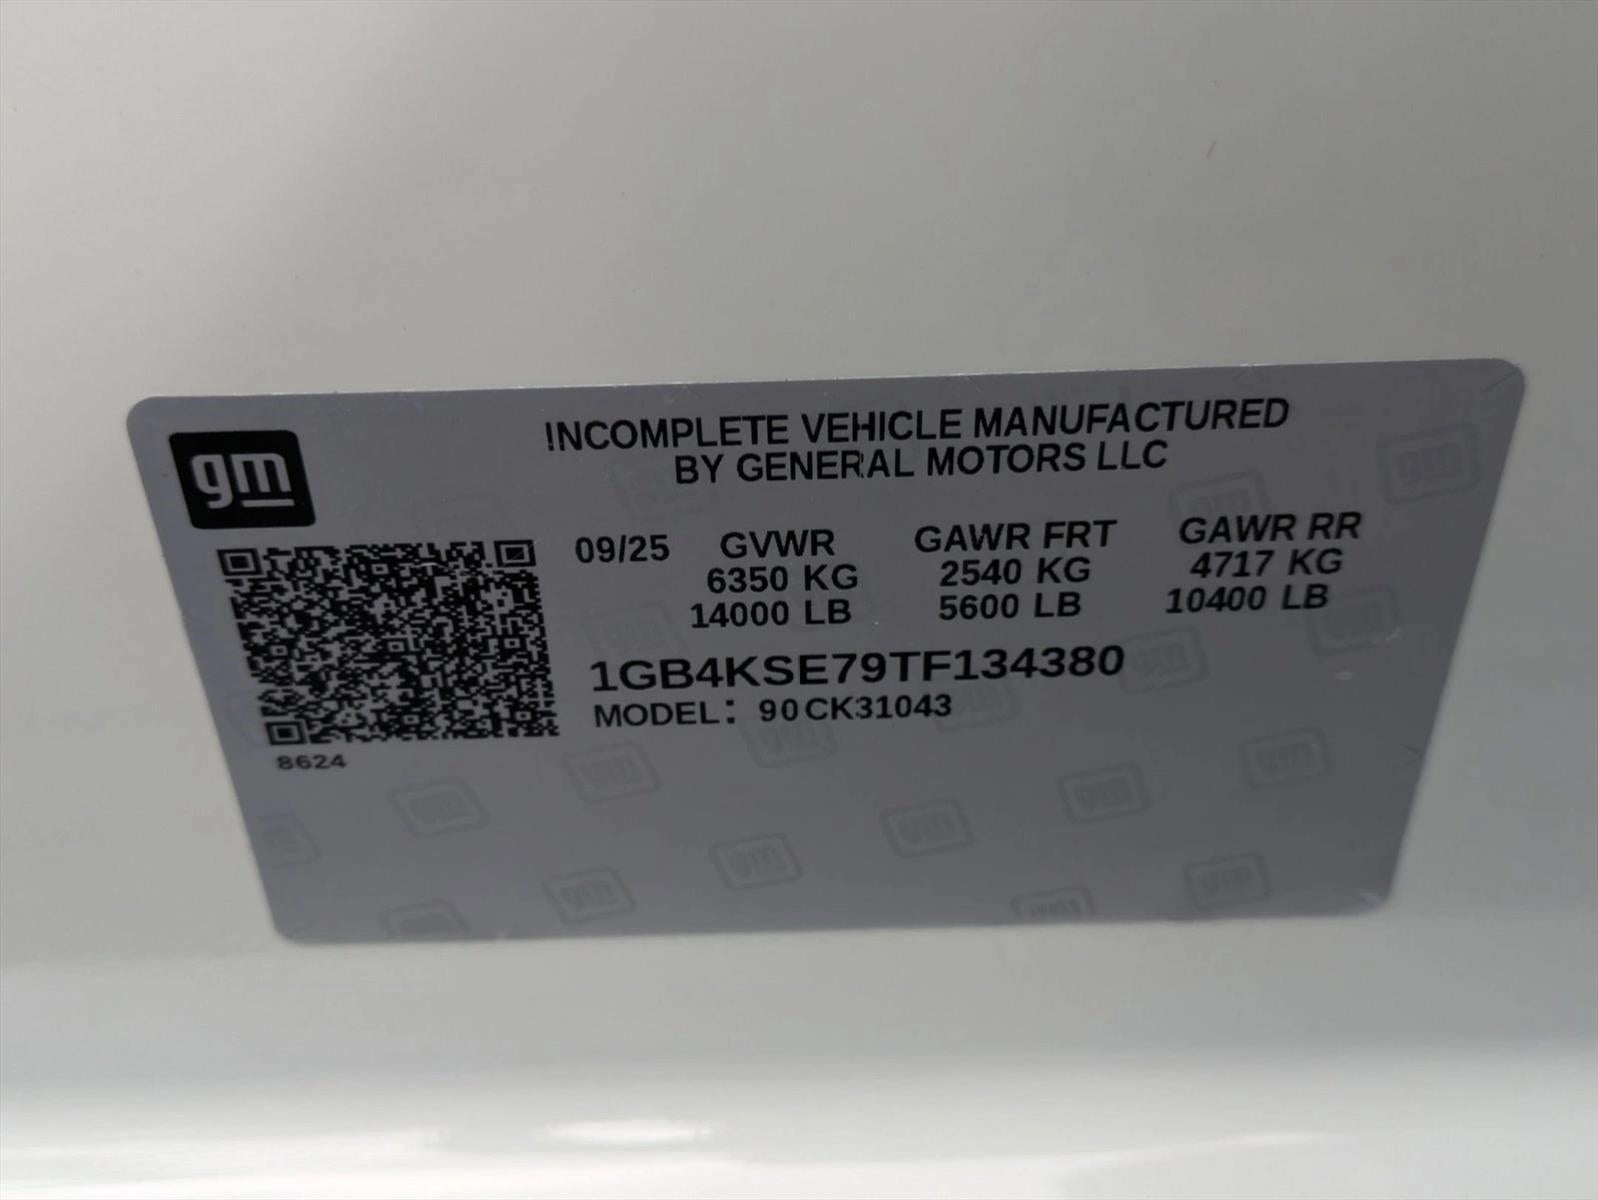 gm
INCOMPLETE VEHICLE MANUFACTURED
BY GENERAL MOTORS LLC
09/25 GVWR GAWR FRT GAWR RR
6350 KG 2540 KG 4717 KG
14000 LB 5600 LB 10400 LB
1GB4KSE79TF134380
MODEL: 90CK31043
8624